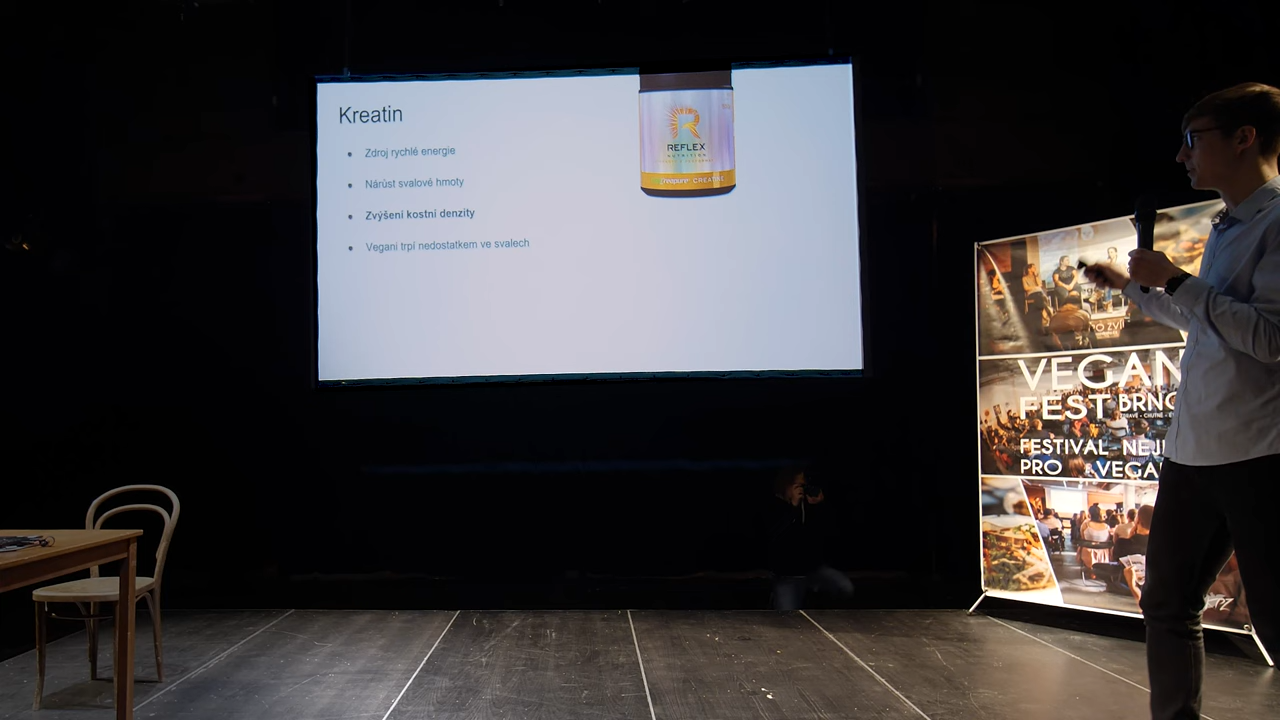 Kreatin
Zdroj rychlé energie
Nárůst svalové hmoty
Zvýšení kostní denzity
Vegani trpí nedostatkem ve svalech
REFLEX
NUTRITION
CREATINE
VEGAN
FEST BRNO
FESTIVAL NEJ
PRO VEGA